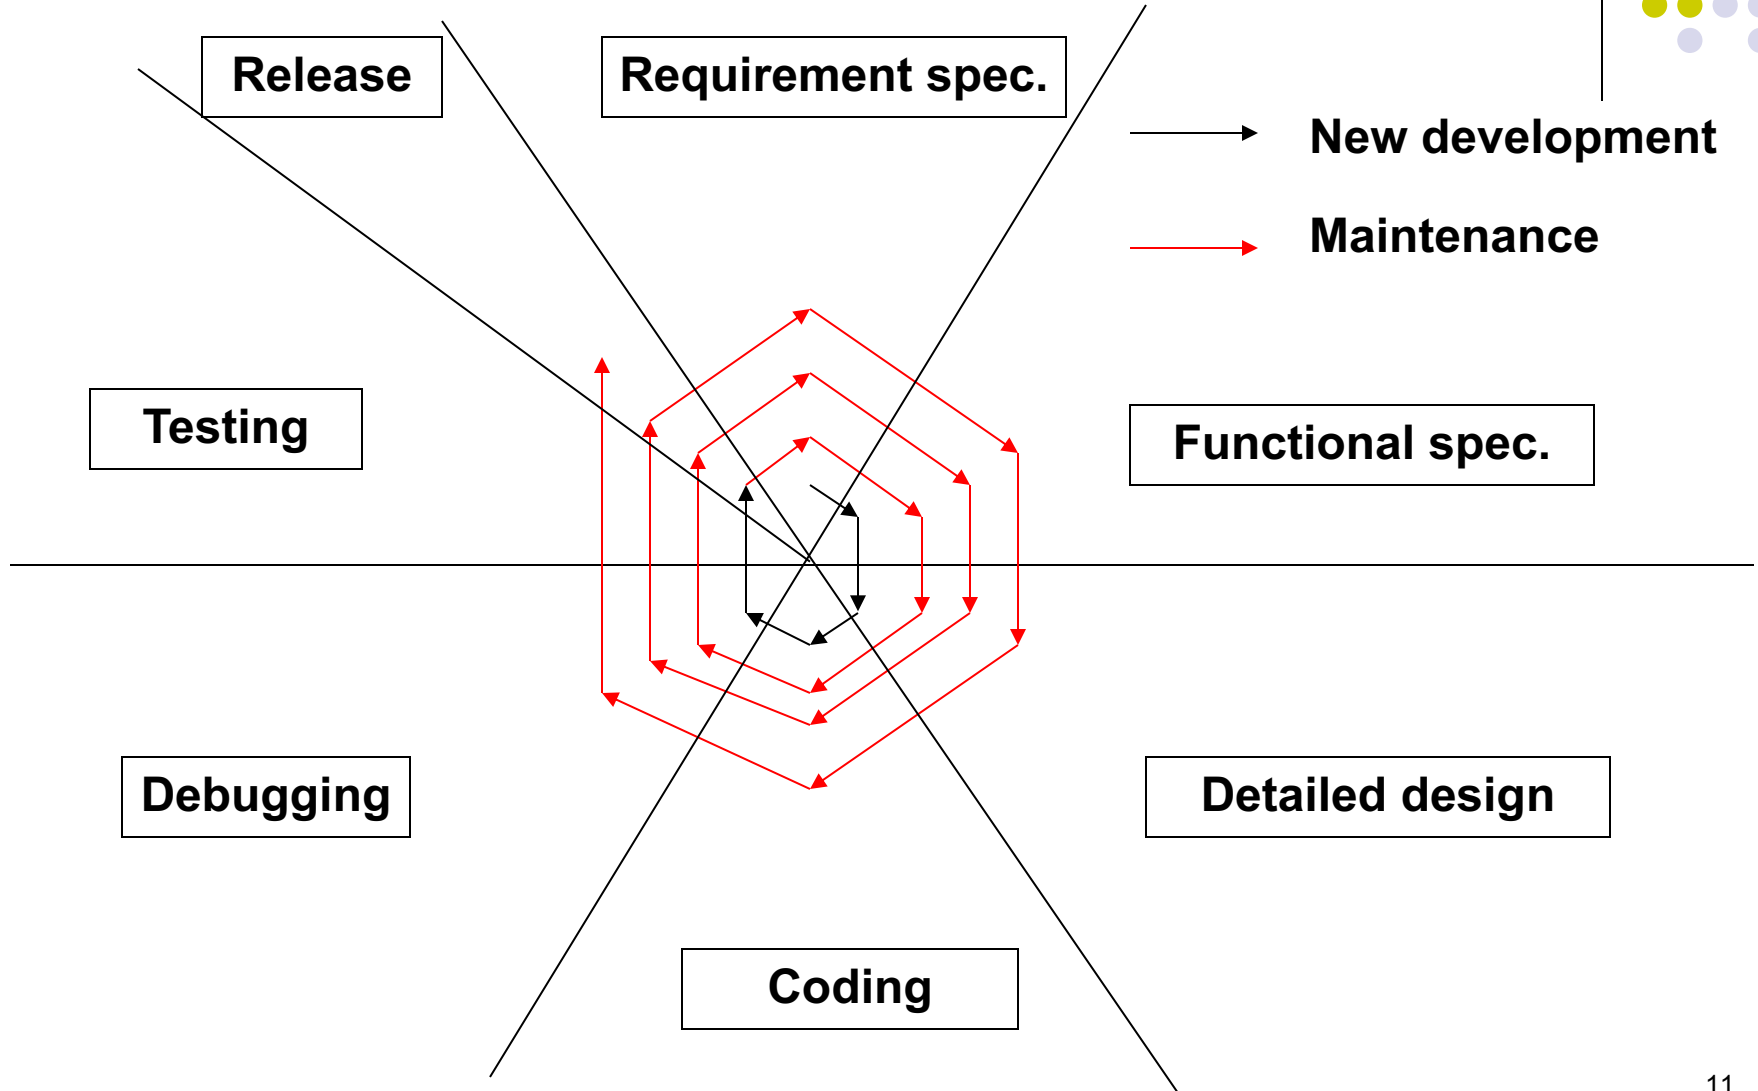 Release
Requirement spec.
New development
Maintenance
Testing
Functional spec.
Debugging
Detailed design
Coding
11